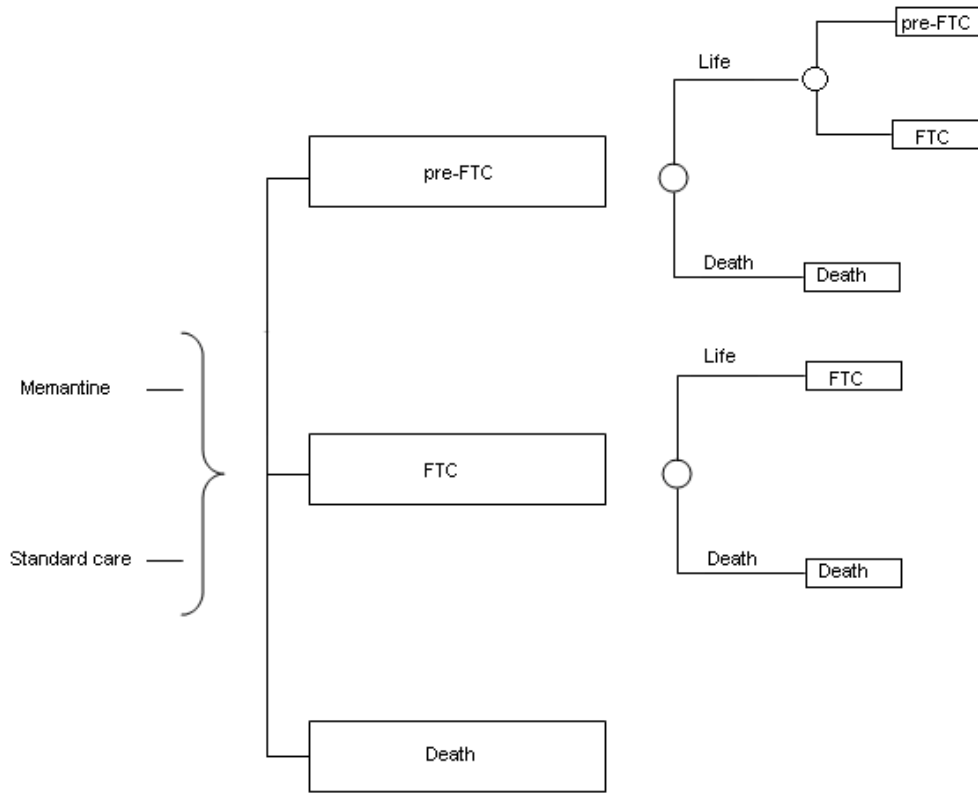 pre-FTC
Life
FTC
pre-FTC
Death
Death
Life
FTC
Memantine
FTC
Standard care
Death
Death
Death